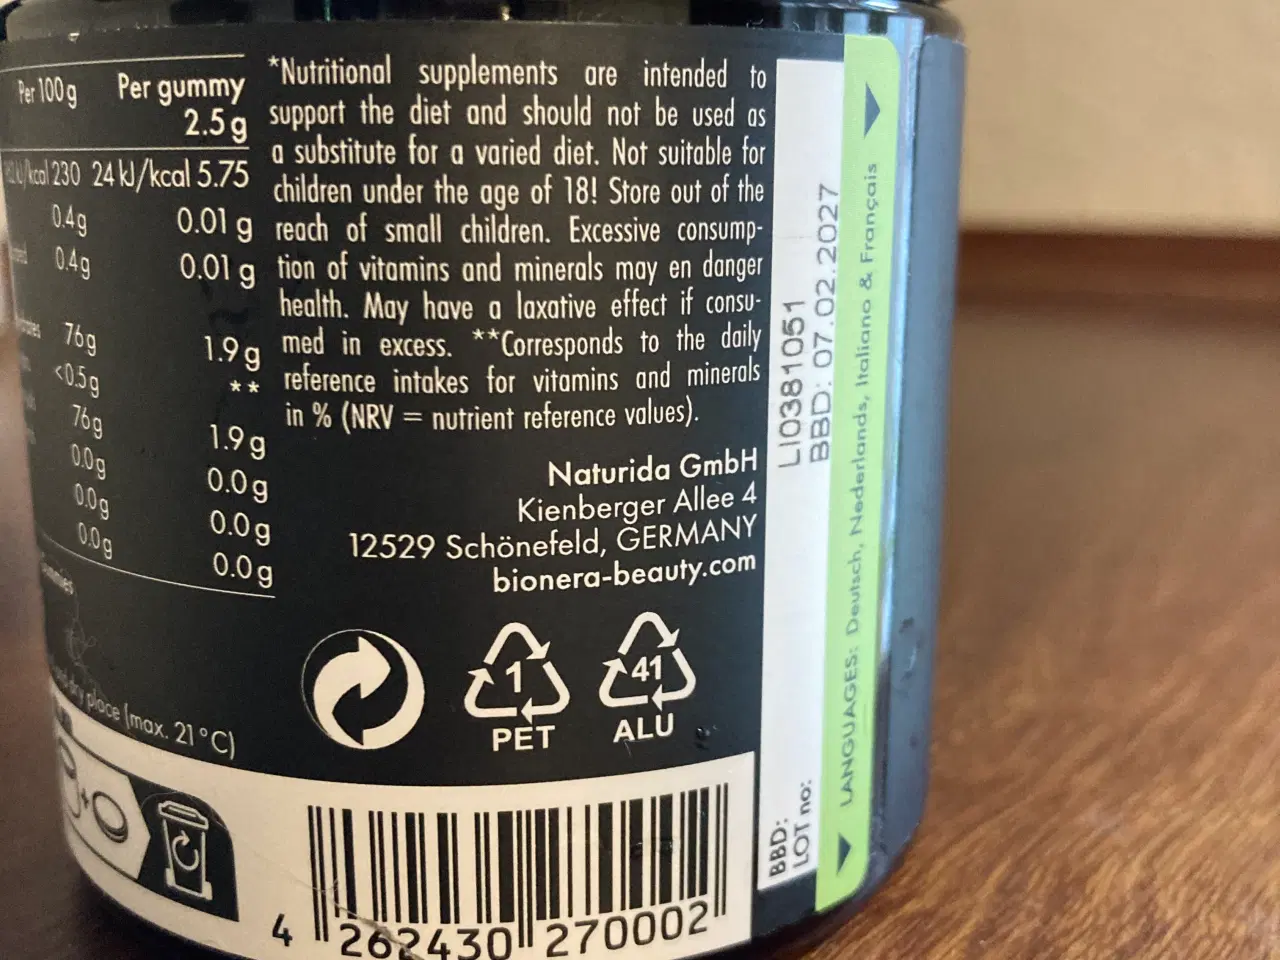 Per 100g Per gummy
2.5g
kJ/kcal 230 24 kJ/kcal 5.75
0.4g 0.01 g
0.4g 0.01 g
76g 1.9 g
<0.5g **
76g 1.9 g
0.0g 0.0g
0.0g 0.0g
0.0g 0.0g
place (max. 21°C)
*Nutritional supplements are intended to
support the diet and should not be used as
a substitute for a varied diet. Not suitable for
children under the age of 18! Store out of the
reach of small children. Excessive consump-
tion of vitamins and minerals may en danger
health. May have a laxative effect if consu-
med in excess. **Corresponds to the daily
reference intakes for vitamins and minerals
in % (NRV = nutrient reference values).
Naturida GmbH
Kienberger Allee 4
12529 Schönefeld, GERMANY
bionera-beauty.com
1
PET
41
ALU
4 262430 270002
LI0381051
BBD: 07.02.2027
BBD:
LOT no:
LANGUAGES: Deutsch, Nederlands, Italiano & Français